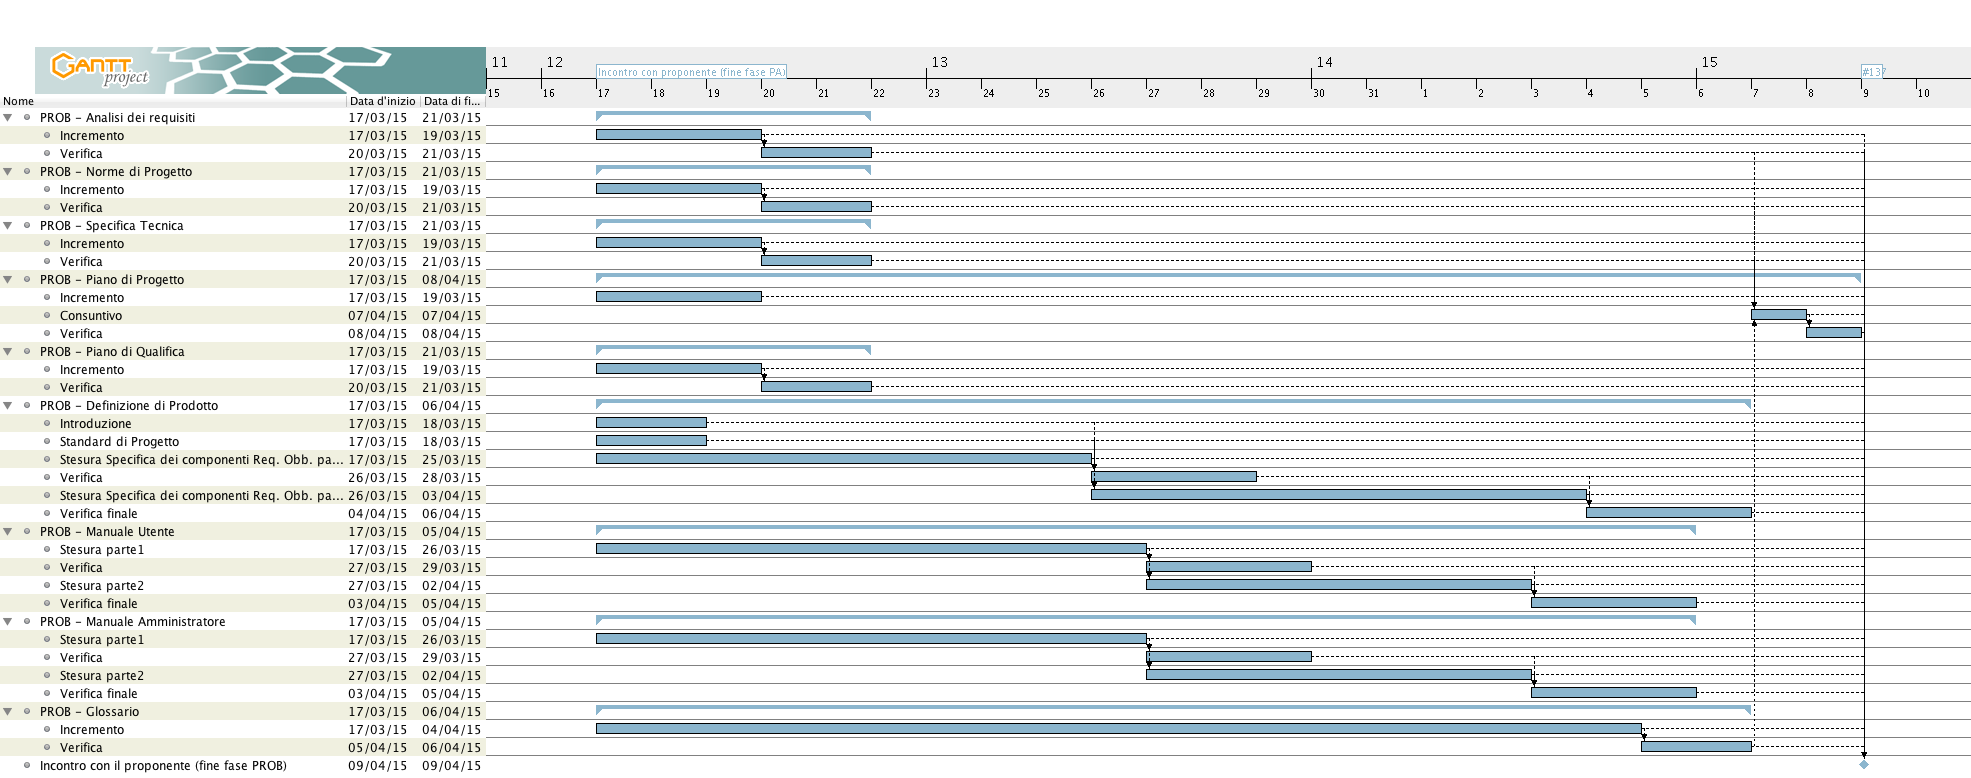 GANTT
project
11 12 13 14 15
Incontro con proponente (fine fase PA) #137
15 16 17 18 19 20 21 22 23 24 25 26 27 28 29 30 31 1 2 3 4 5 6 7 8 9 10
Nome Data d'inizio Data di fi...
PROB - Analisi dei requisiti 17/03/15 21/03/15
Incremento 17/03/15 19/03/15
Verifica 20/03/15 21/03/15
PROB - Norme di Progetto 17/03/15 21/03/15
Incremento 17/03/15 19/03/15
Verifica 20/03/15 21/03/15
PROB - Specifica Tecnica 17/03/15 21/03/15
Incremento 17/03/15 19/03/15
Verifica 20/03/15 21/03/15
PROB - Piano di Progetto 17/03/15 08/04/15
Incremento 17/03/15 19/03/15
Consuntivo 07/04/15 07/04/15
Verifica 08/04/15 08/04/15
PROB - Piano di Qualifica 17/03/15 21/03/15
Incremento 17/03/15 19/03/15
Verifica 20/03/15 21/03/15
PROB - Definizione di Prodotto 17/03/15 06/04/15
Introduzione 17/03/15 18/03/15
Standard di Progetto 17/03/15 18/03/15
Stesura Specifica dei componenti Req. Obb. pa... 17/03/15 25/03/15
Verifica 26/03/15 28/03/15
Stesura Specifica dei componenti Req. Obb. pa... 26/03/15 03/04/15
Verifica finale 04/04/15 06/04/15
PROB - Manuale Utente 17/03/15 05/04/15
Stesura parte1 17/03/15 26/03/15
Verifica 27/03/15 29/03/15
Stesura parte2 27/03/15 02/04/15
Verifica finale 03/04/15 05/04/15
PROB - Manuale Amministratore 17/03/15 05/04/15
Stesura parte1 17/03/15 26/03/15
Verifica 27/03/15 29/03/15
Stesura parte2 27/03/15 02/04/15
Verifica finale 03/04/15 05/04/15
PROB - Glossario 17/03/15 06/04/15
Incremento 17/03/15 04/04/15
Verifica 05/04/15 06/04/15
Incontro con il proponente (fine fase PROB) 09/04/15 09/04/15